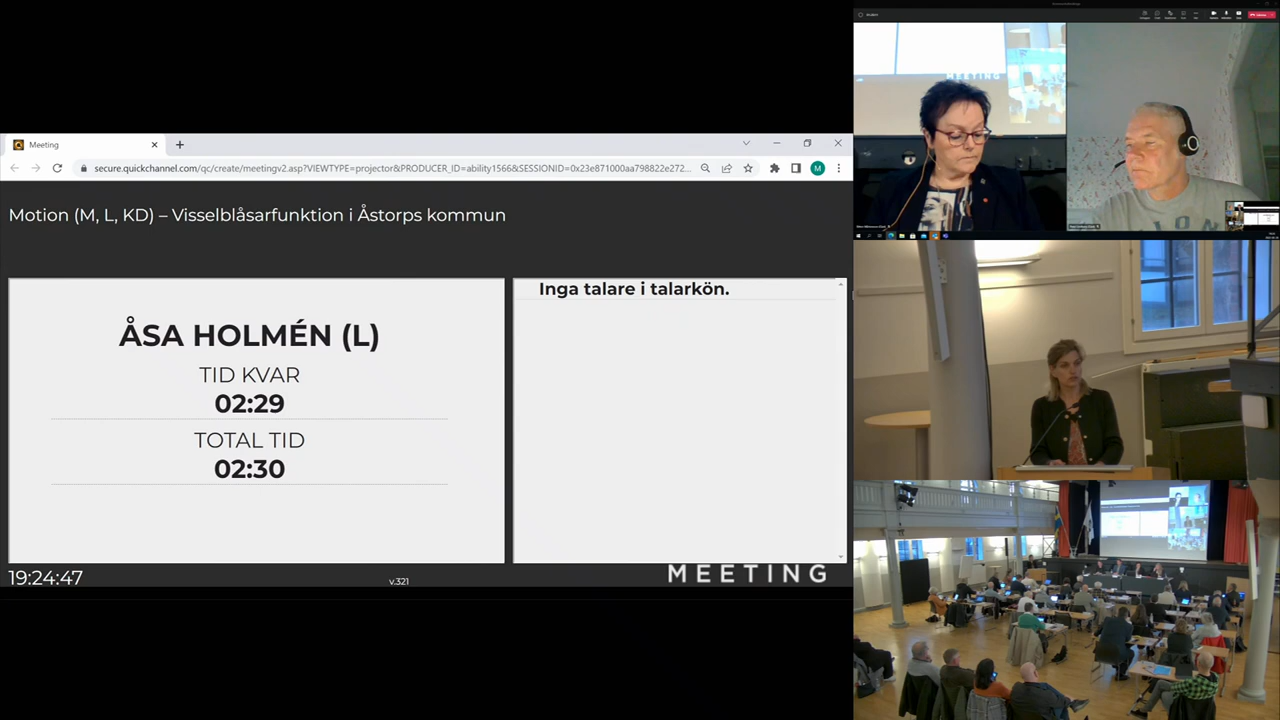 Meeting
secure.quickchannel.com/qc/create/meetingv2.asp?VIEWTYPE=projector&PRODUCER_ID=ability1566&SESSIONID=0x23e871000aa798822e272...
M
Motion (M, L, KD) – Visselblåsarfunktion i Åstorps kommun
ÅSA HOLMÉN (L)
TID KVAR
02:29
TOTAL TID
02:30
Inga talare i talarkön.
19:24:47
v.321
MEETING
MEETING